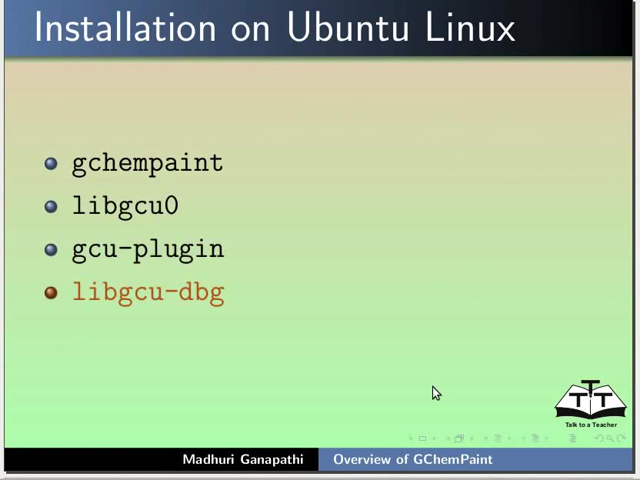 Installation on Ubuntu Linux
gchempaint
libgcu0
gcu-plugin
libgcu-dbg
T T T
Talk to a Teacher
Madhuri Ganapathi Overview of GChemPaint